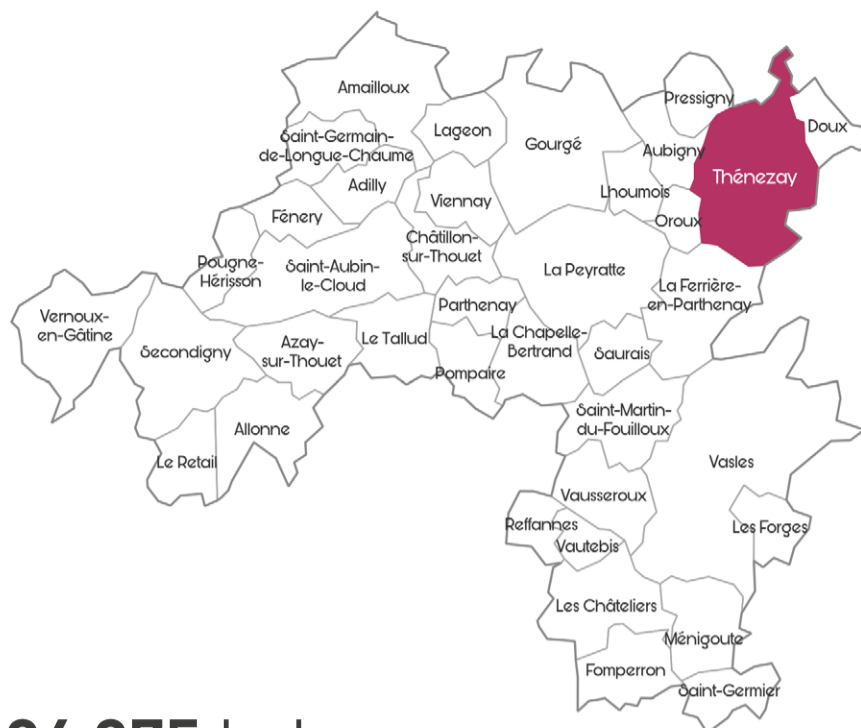 Amailloux
Pressigny
Saint-Germain-
de-Longue-Chaume
Lageon
Gourgé
Aubigny
Doux
Thénezay
Adilly
Viennay
Lhoumois
Oroux
Fénery
Châtillon-
sur-Thouet
Pougne-
Hérisson
Saint-Aubin-
le-Cloud
La Peyratte
La Ferrière-
en-Parthenay
Vernoux-
en-Gâtine
Parthenay
Secondigny
Azay-
sur-Thouet
Le Tallud
La Chapelle-
Bertrand
Saurais
Pompaire
Saint-Martin-
du-Fouilloux
Allonne
Le Retail
Vasles
Vausseroux
Reffannes
Les Forges
Vautebis
Les Châteliers
Ménigoute
Fomperron
Saint-Germier